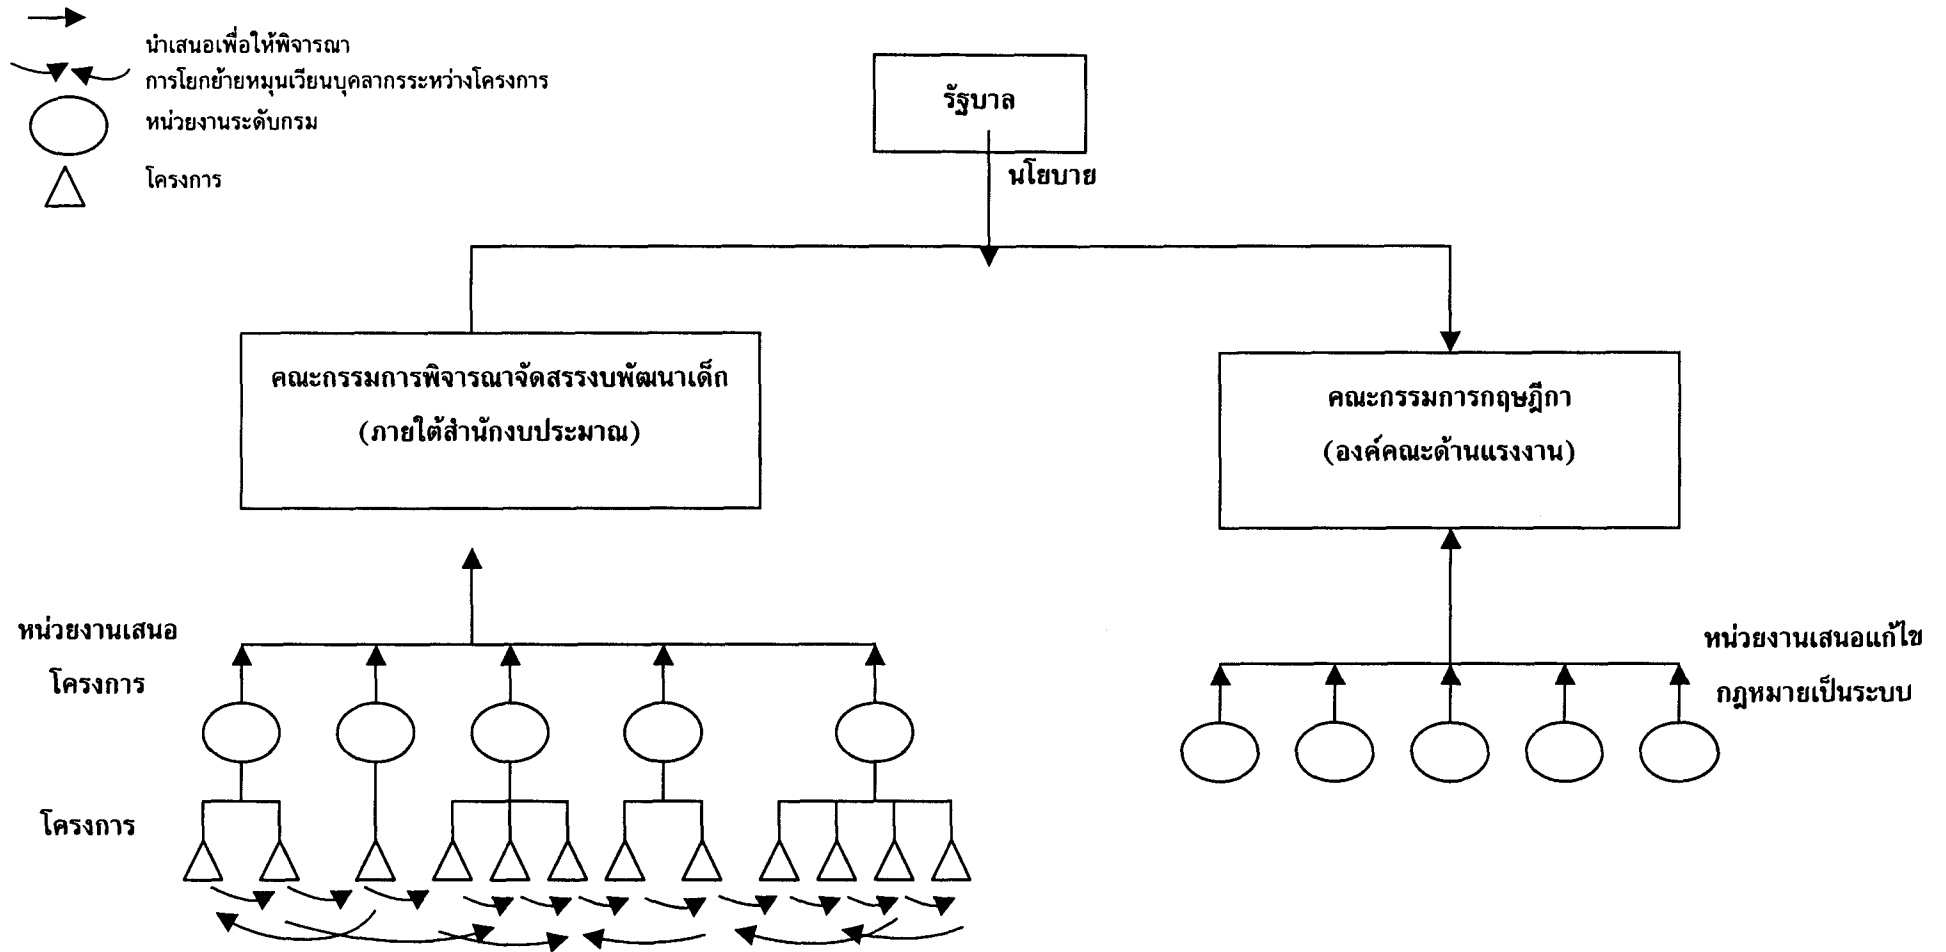 นำเสนอเพื่อให้พิจารณา
การโยกย้ายหมุนเวียนบุคลากรระหว่างโครงการ
หน่วยงานระดับกรม
โครงการ
รัฐบาล
นโยบาย
คณะกรรมการพิจารณาจัดสรรงบพัฒนาเด็ก
(ภายใต้สำนักงบประมาณ)
คณะกรรมการกฤษฎีกา
(องค์คณะด้านแรงงาน)
หน่วยงานเสนอ
โครงการ
หน่วยงานเสนอแก้ไข
กฎหมายเป็นระบบ
โครงการ